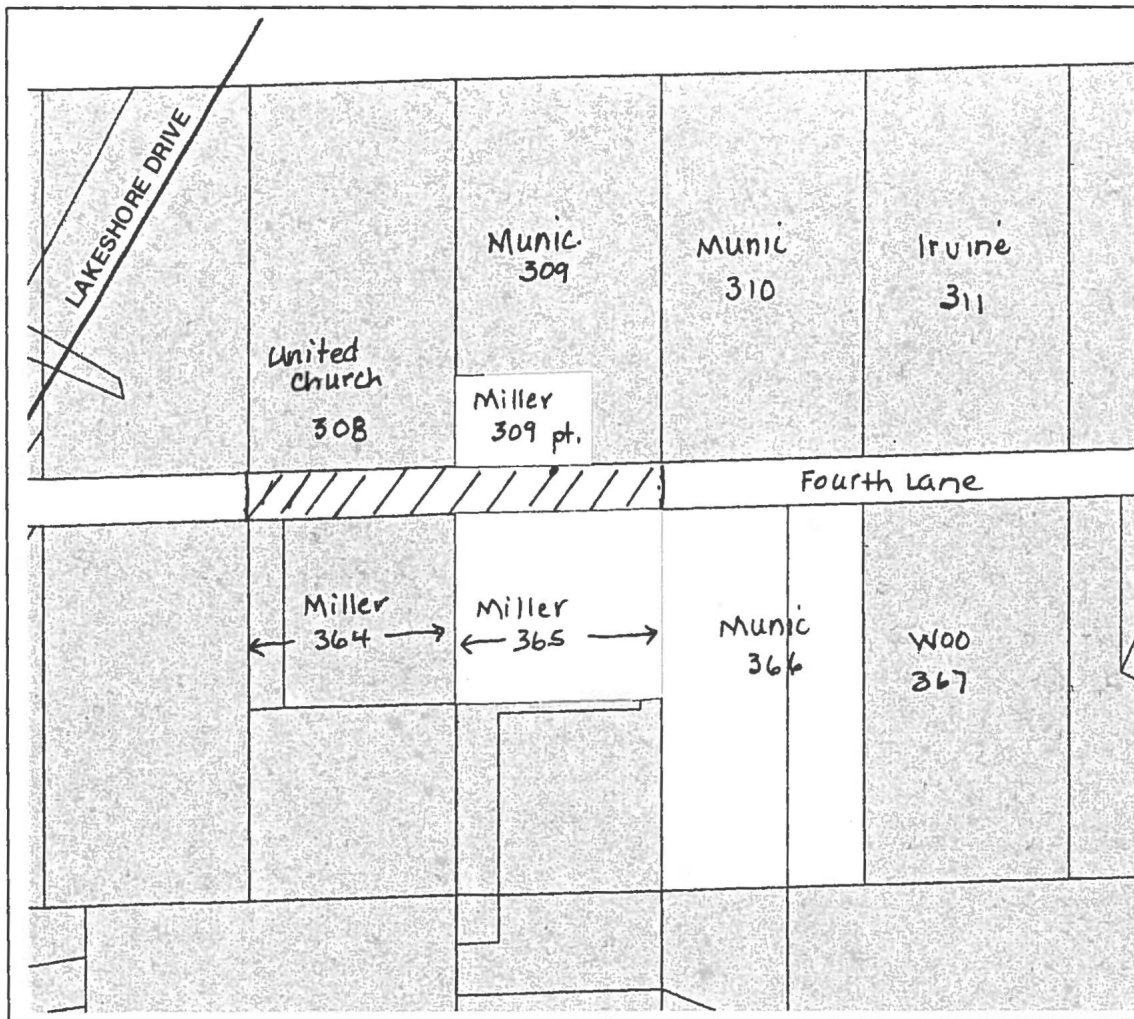 LAKESHORE DRIVE
Munic.
309
Munic
310
Irvine
311
United
Church
308
Miller
309 pt.
Fourth Lane
Miller
364
Miller
365
Munic
366
Woo
367